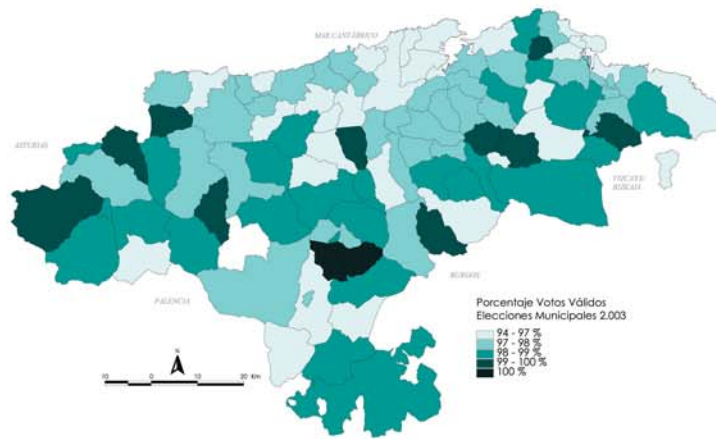 MAR CANTÁBRICO
ASTURIAS
VIZCAYA-
BIZKAIA
BURGOS
PALENCIA
Porcentaje Votos Válidos
Elecciones Municipales 2.003
94 - 97 %
97 - 98 %
98 - 99 %
99 - 100 %
100 %
N
10 0 10 20 Km